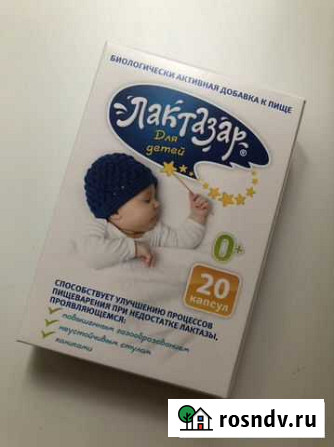 БИОЛОГИЧЕСКИ АКТИВНАЯ ДОБАВКА К ПИЩЕ
Лактазар®
Для
детей
0+
20
капсул
СПОСОБСТВУЕТ УЛУЧШЕНИЮ ПРОЦЕССОВ
ПИЩЕВАРЕНИЯ ПРИ НЕДОСТАТКЕ ЛАКТАЗЫ,
ПРОЯВЛЯЮЩЕМСЯ:
повышенным газообразованием
неустойчивым стулом
коликами
rosndv.ru